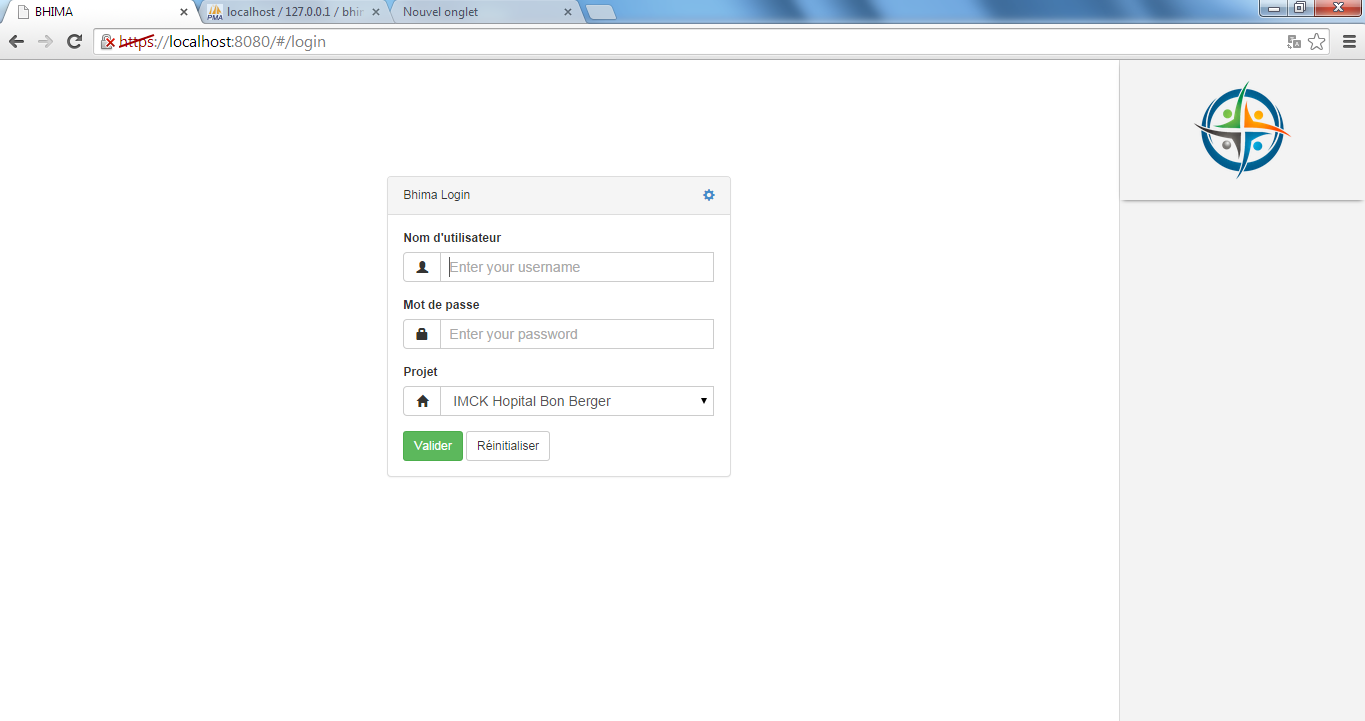 BHIMA
localhost / 127.0.0.1 / bhim
Nouvel onglet
https://localhost:8080/#/login
Bhima Login
Nom d'utilisateur
Enter your username
Mot de passe
Enter your password
Projet
IMCK Hopital Bon Berger
Valider Réinitialiser